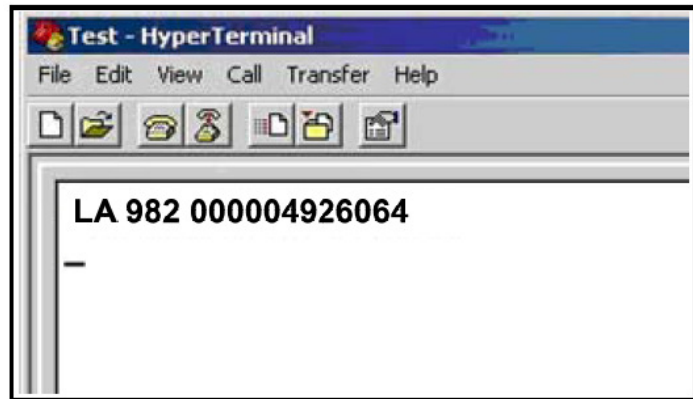 Test - HyperTerminal
File Edit View Call Transfer Help
LA 982 000004926064